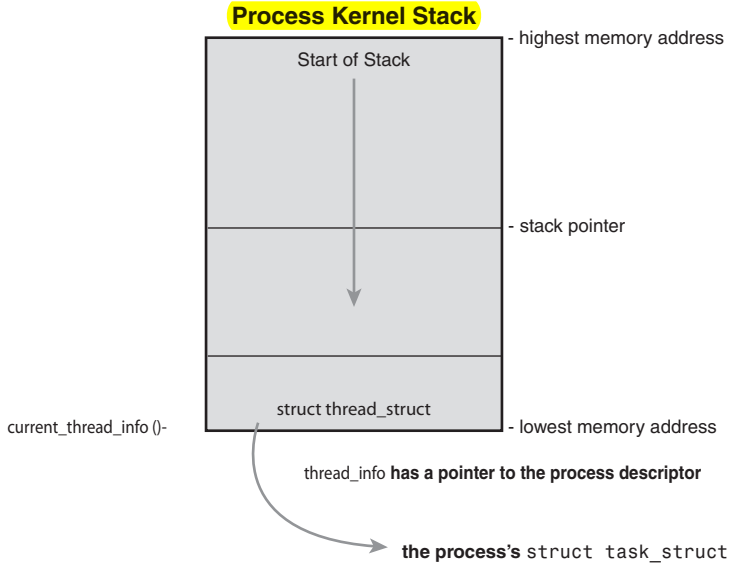 Process Kernel Stack
- highest memory address
Start of Stack
- stack pointer
struct thread_struct
current_thread_info ()-
- lowest memory address
thread_info has a pointer to the process descriptor
the process's struct task_struct